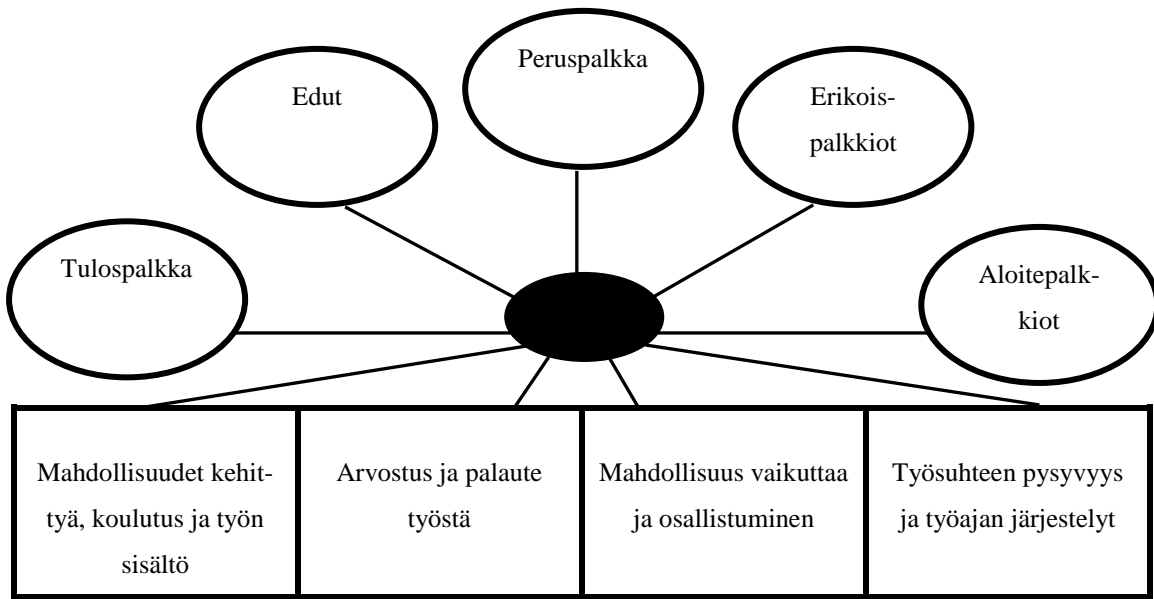 Peruspalkka
Edut
Erikois-
palkkiot
Tulospalkka
Aloitepalk-
kiot
Mahdollisuudet kehit-
tyä, koulutus ja työn
sisältö
Arvostus ja palaute
työstä
Mahdollisuus vaikuttaa
ja osallistuminen
Työsuhteen pysyvyys
ja työajan järjestelyt